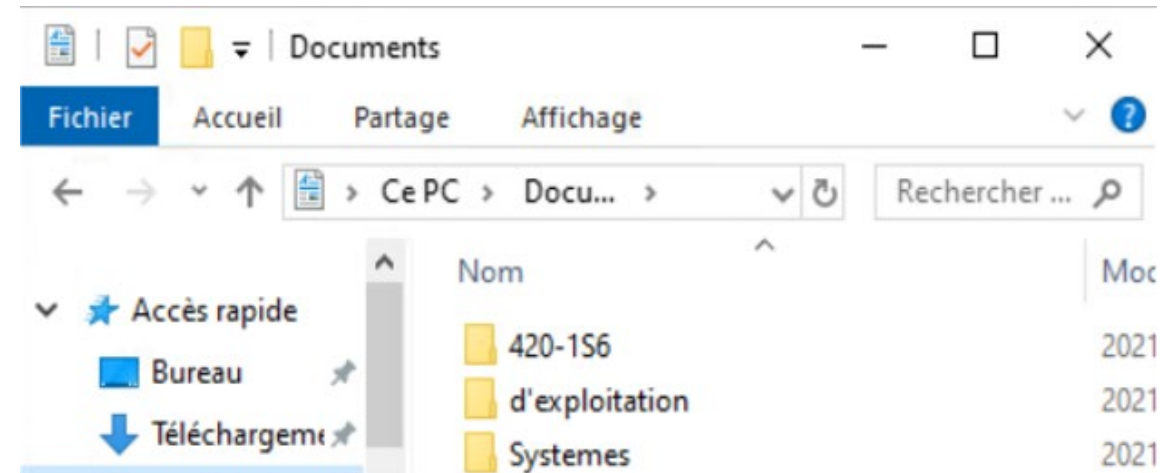 Documents
Fichier Accueil Partage Affichage
Ce PC > Docu... > Rechercher ...
Nom Mod
Accès rapide
420-1S6 2021
Bureau
d'exploitation 2021
Téléchargeme
Systemes 2021